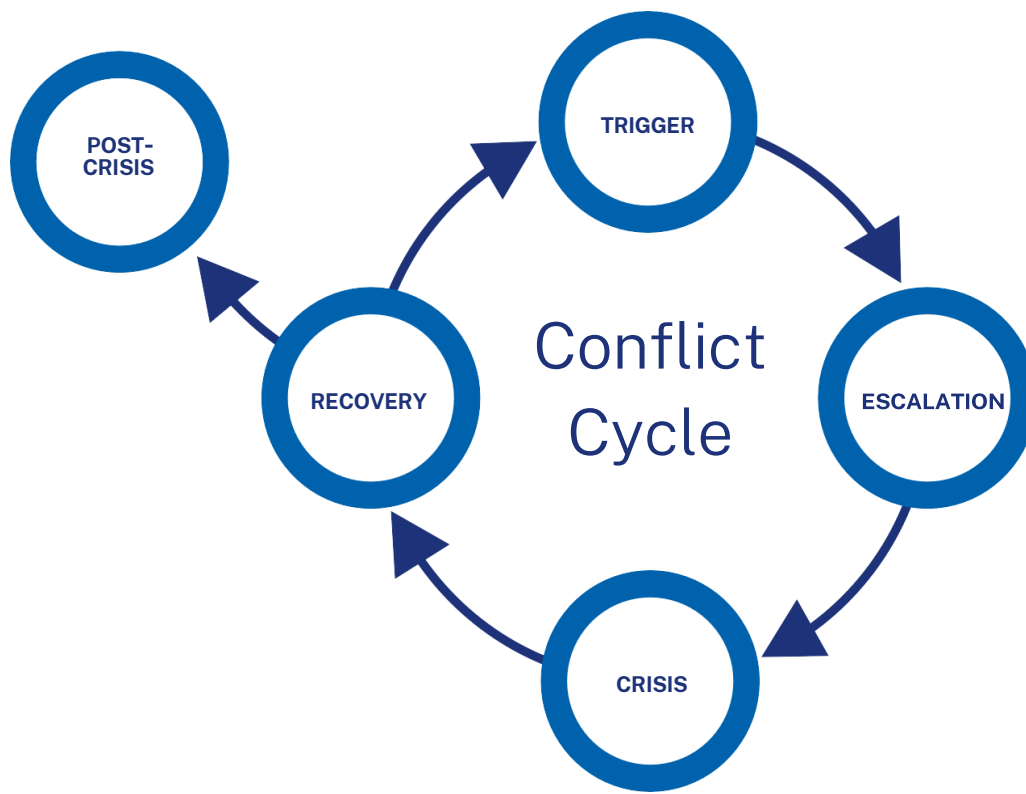 TRIGGER
POST-
CRISIS
Conflict
Cycle
RECOVERY
ESCALATION
CRISIS